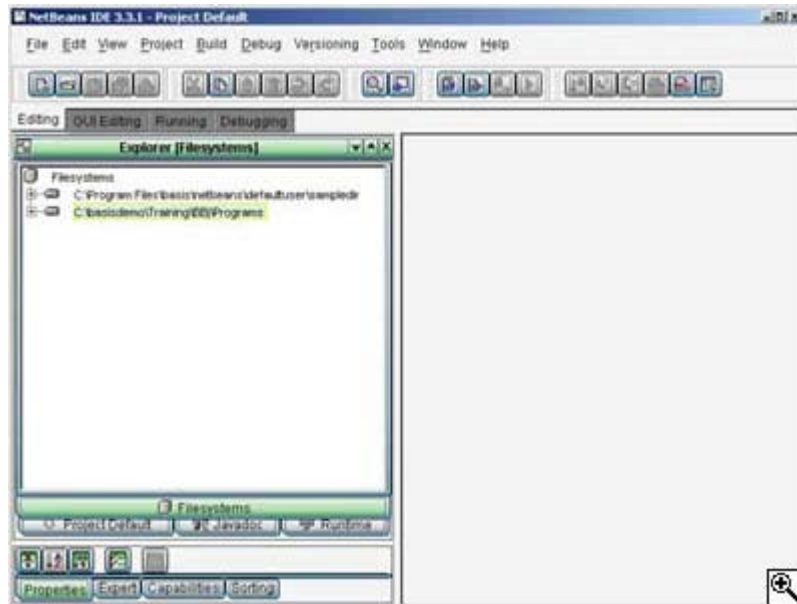 NetBeans IDE 3.3.1 - Project Default
File Edit View Project Build Debug Versioning Tools Window Help
Editing GUI Editing Running Debugging
Explorer [Filesystems]
Filesystems
C:\Program Files\basis\netbeans\defaultuser\sampledir
C:\basisdemo\Training\BBj\Programs
Filesystems
Project Default Javadoc Runtime
Properties Expert Capabilities Sorting